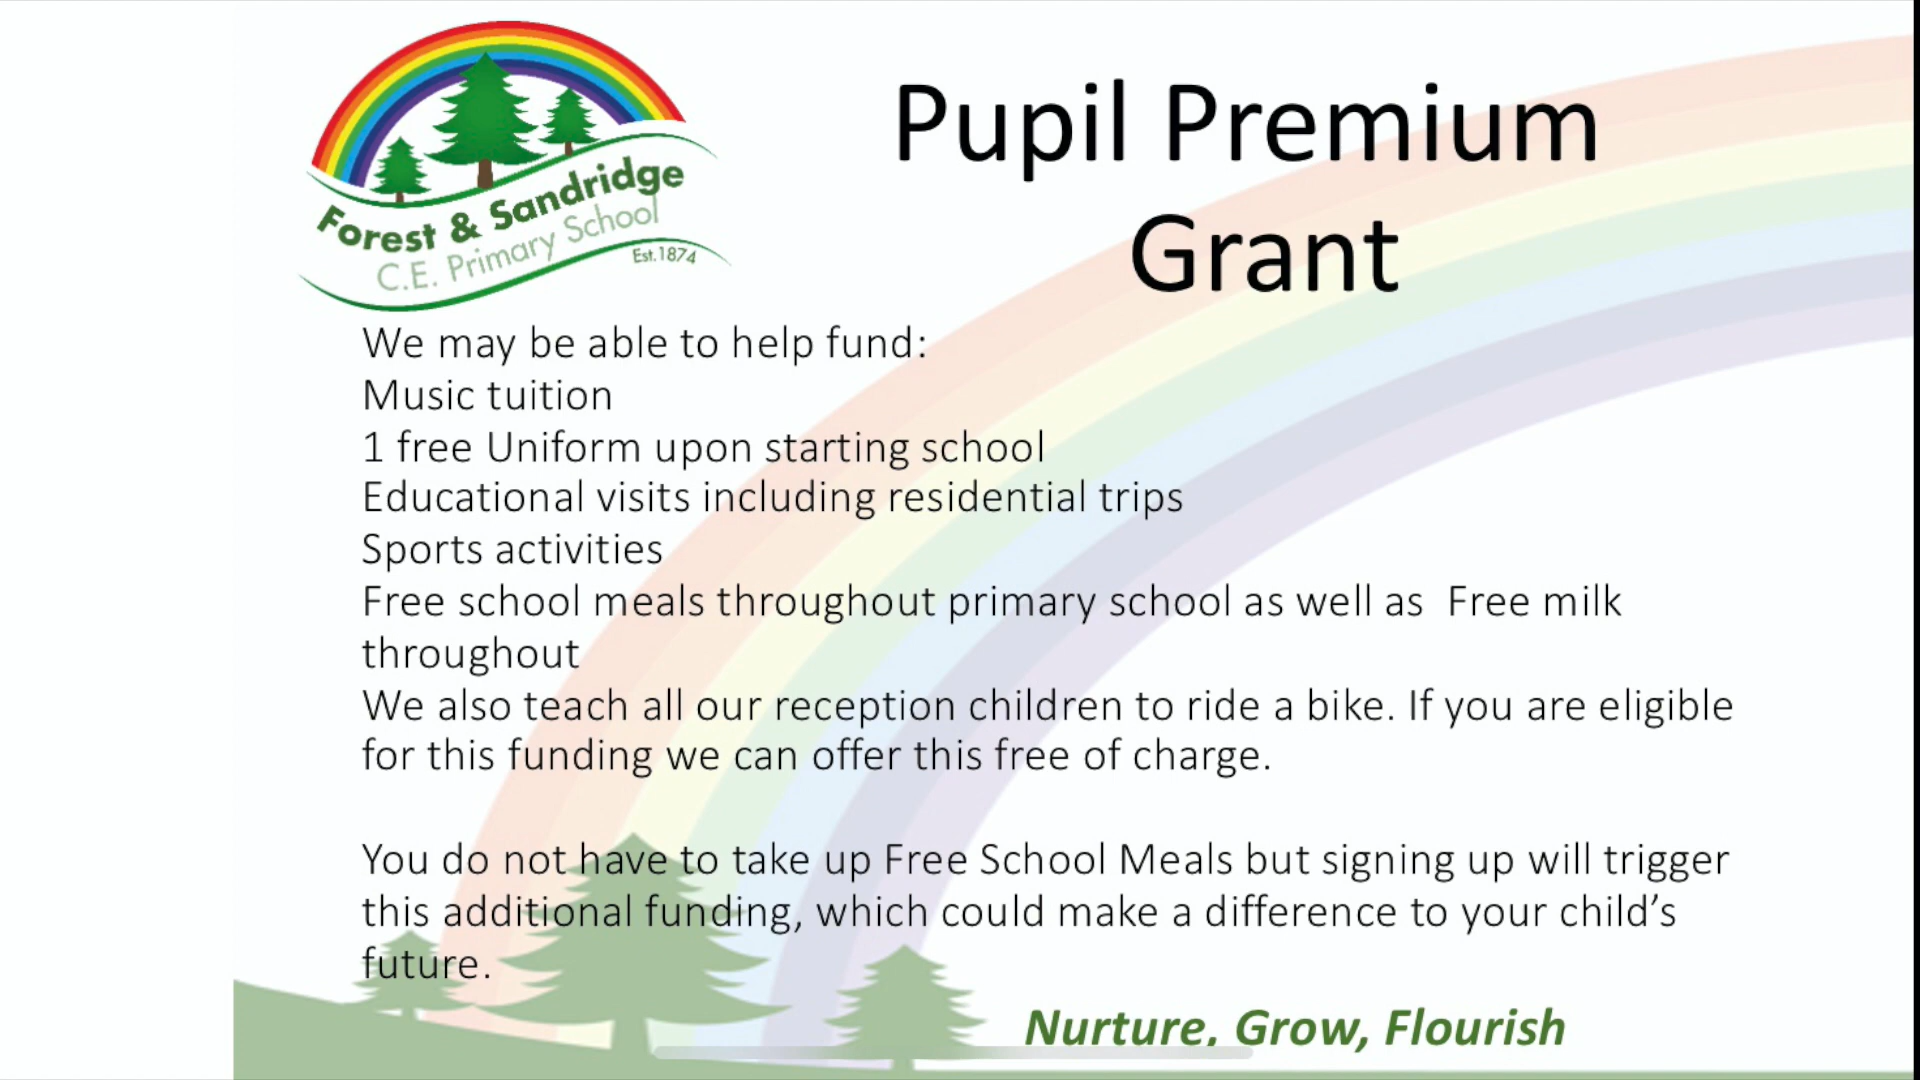 Forest & Sandridge
C.E. Primary School
Est.1874
Pupil Premium
Grant
We may be able to help fund:
Music tuition
1 free Uniform upon starting school
Educational visits including residential trips
Sports activities
Free school meals throughout primary school as well as  Free milk
throughout
We also teach all our reception children to ride a bike. If you are eligible
for this funding we can offer this free of charge.
You do not have to take up Free School Meals but signing up will trigger
this additional funding, which could make a difference to your child’s
future.
Nurture, Grow, Flourish